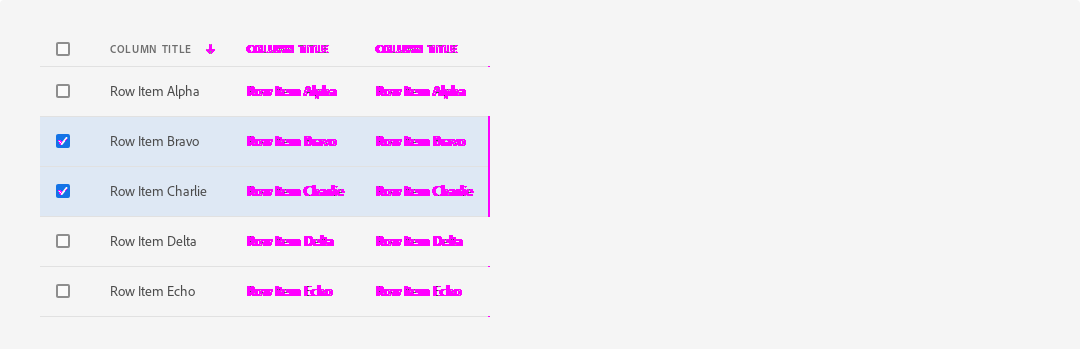 COLUMN TITLE COLUMN TITLE COLUMN TITLE
Row Item Alpha Row Item Alpha Row Item Alpha
Row Item Bravo Row Item Bravo Row Item Bravo
Row Item Charlie Row Item Charlie Row Item Charlie
Row Item Delta Row Item Delta Row Item Delta
Row Item Echo Row Item Echo Row Item Echo